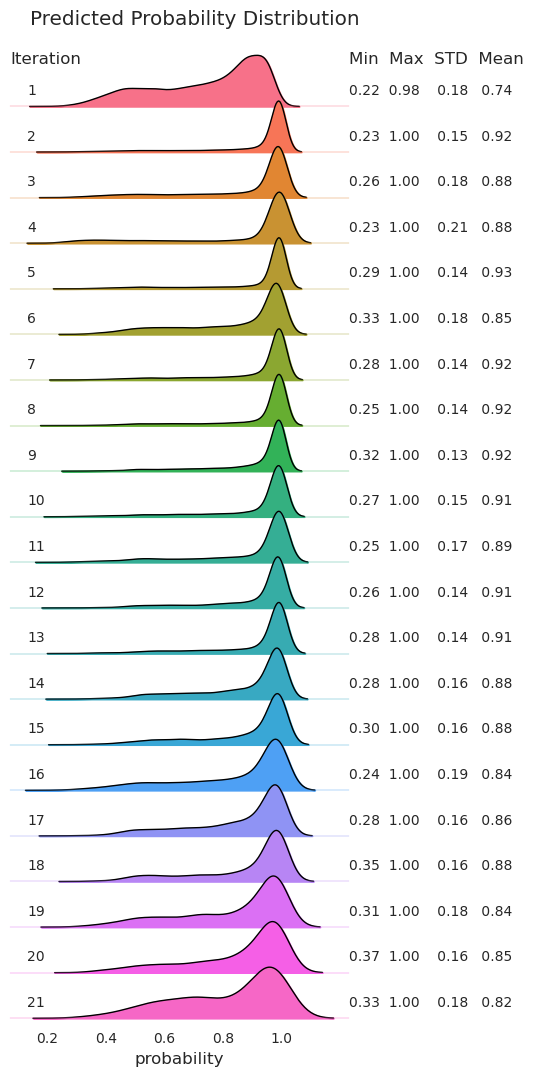 Predicted Probability Distribution
Iteration Min Max STD Mean
1 0.22 0.98 0.18 0.74
2 0.23 1.00 0.15 0.92
3 0.26 1.00 0.18 0.88
4 0.23 1.00 0.21 0.88
5 0.29 1.00 0.14 0.93
6 0.33 1.00 0.18 0.85
7 0.28 1.00 0.14 0.92
8 0.25 1.00 0.14 0.92
9 0.32 1.00 0.13 0.92
10 0.27 1.00 0.15 0.91
11 0.25 1.00 0.17 0.89
12 0.26 1.00 0.14 0.91
13 0.28 1.00 0.14 0.91
14 0.28 1.00 0.16 0.88
15 0.30 1.00 0.16 0.88
16 0.24 1.00 0.19 0.84
17 0.28 1.00 0.16 0.86
18 0.35 1.00 0.16 0.88
19 0.31 1.00 0.18 0.84
20 0.37 1.00 0.16 0.85
21 0.33 1.00 0.18 0.82
0.2 0.4 0.6 0.8 1.0
probability